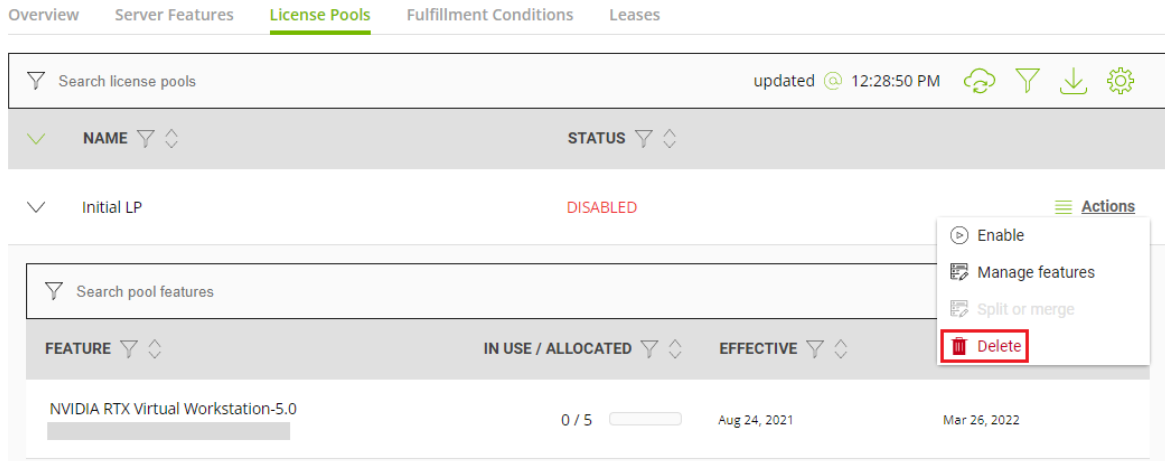 Overview Server Features License Pools Fulfillment Conditions Leases
Search license pools updated @ 12:28:50 PM
NAME STATUS
Initial LP DISABLED Actions
Enable
Manage features
Search pool features
Split or merge
FEATURE IN USE / ALLOCATED EFFECTIVE
Delete
NVIDIA RTX Virtual Workstation-5.0
0 / 5 Aug 24, 2021 Mar 26, 2022